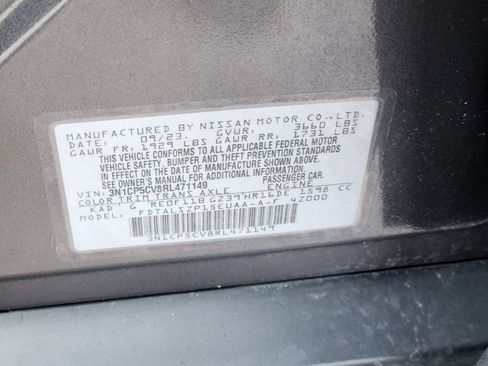 MANUFACTURED BY NISSAN MOTOR CO.,LTD.
DATE: 09/23 GVWR: 3660 LBS
GAWR FR: 1929 LBS GAWR RR: 1731 LBS
THIS VEHICLE CONFORMS TO ALL APPLICABLE FEDERAL MOTOR
VEHICLE SAFETY, BUMPER AND THEFT PREVENTION STANDARDS
IN EFFECT ON THE DATE OF MANUFACTURE SHOWN ABOVE.
SEE OWNER'S MANUAL FOR ADDITIONAL INFORMATION.
VIN: 3N1CP5CV8RL471149 PASSENGER CAR
COLOR TRIM TRANS AXLE ENGINE
KAD G RE0F11B GZ39 HR16DE 1598 CC
MODEL: FDTALSZP15EUAA-A-F 4Z000
3N1CP5CV8RL471149